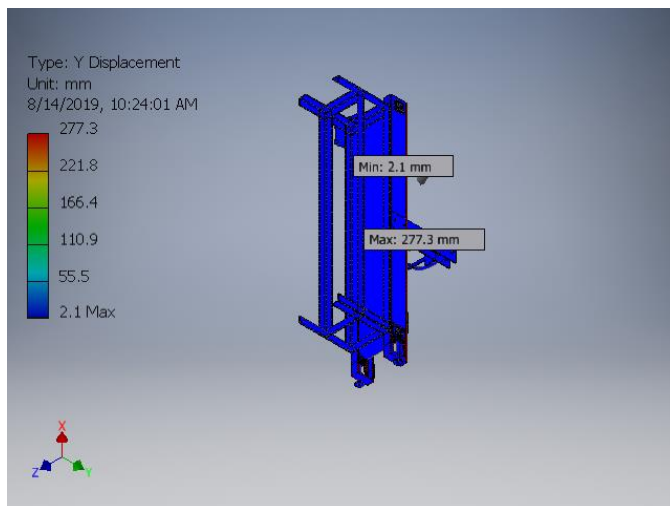 Type: Y Displacement
Unit: mm
8/14/2019, 10:24:01 AM
277.3
221.8
166.4
110.9
55.5
2.1 Max
Min: 2.1 mm
Max: 277.3 mm
X
Z
Y